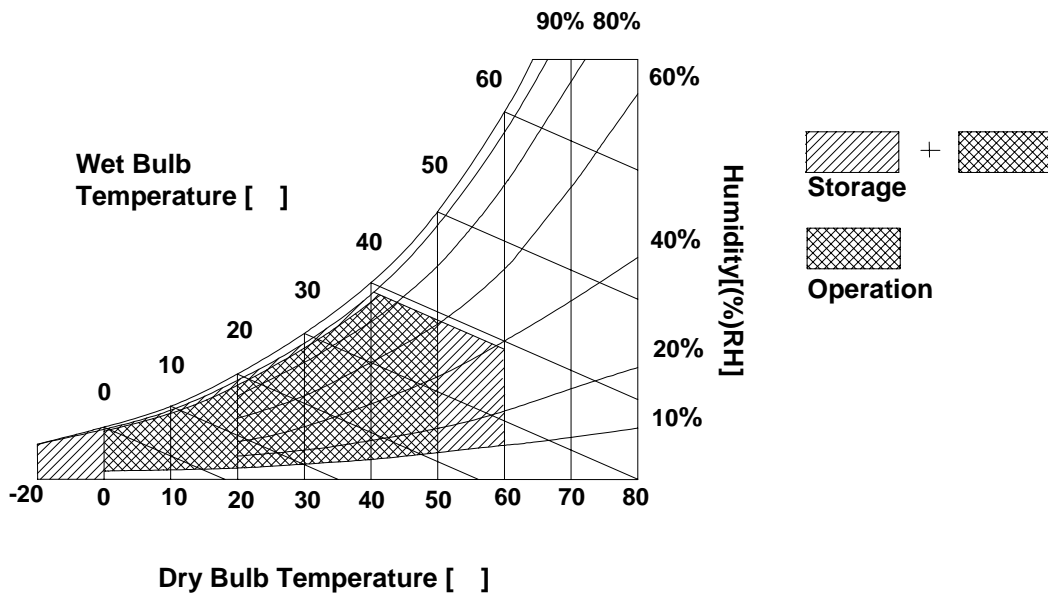 90% 80%
60
60%
50
Wet Bulb
Temperature [ ]
+
Storage
40
40%
Operation
30
20
20%
10
10%
0
Humidity[(%)RH]
-20 0 10 20 30 40 50 60 70 80
Dry Bulb Temperature [ ]